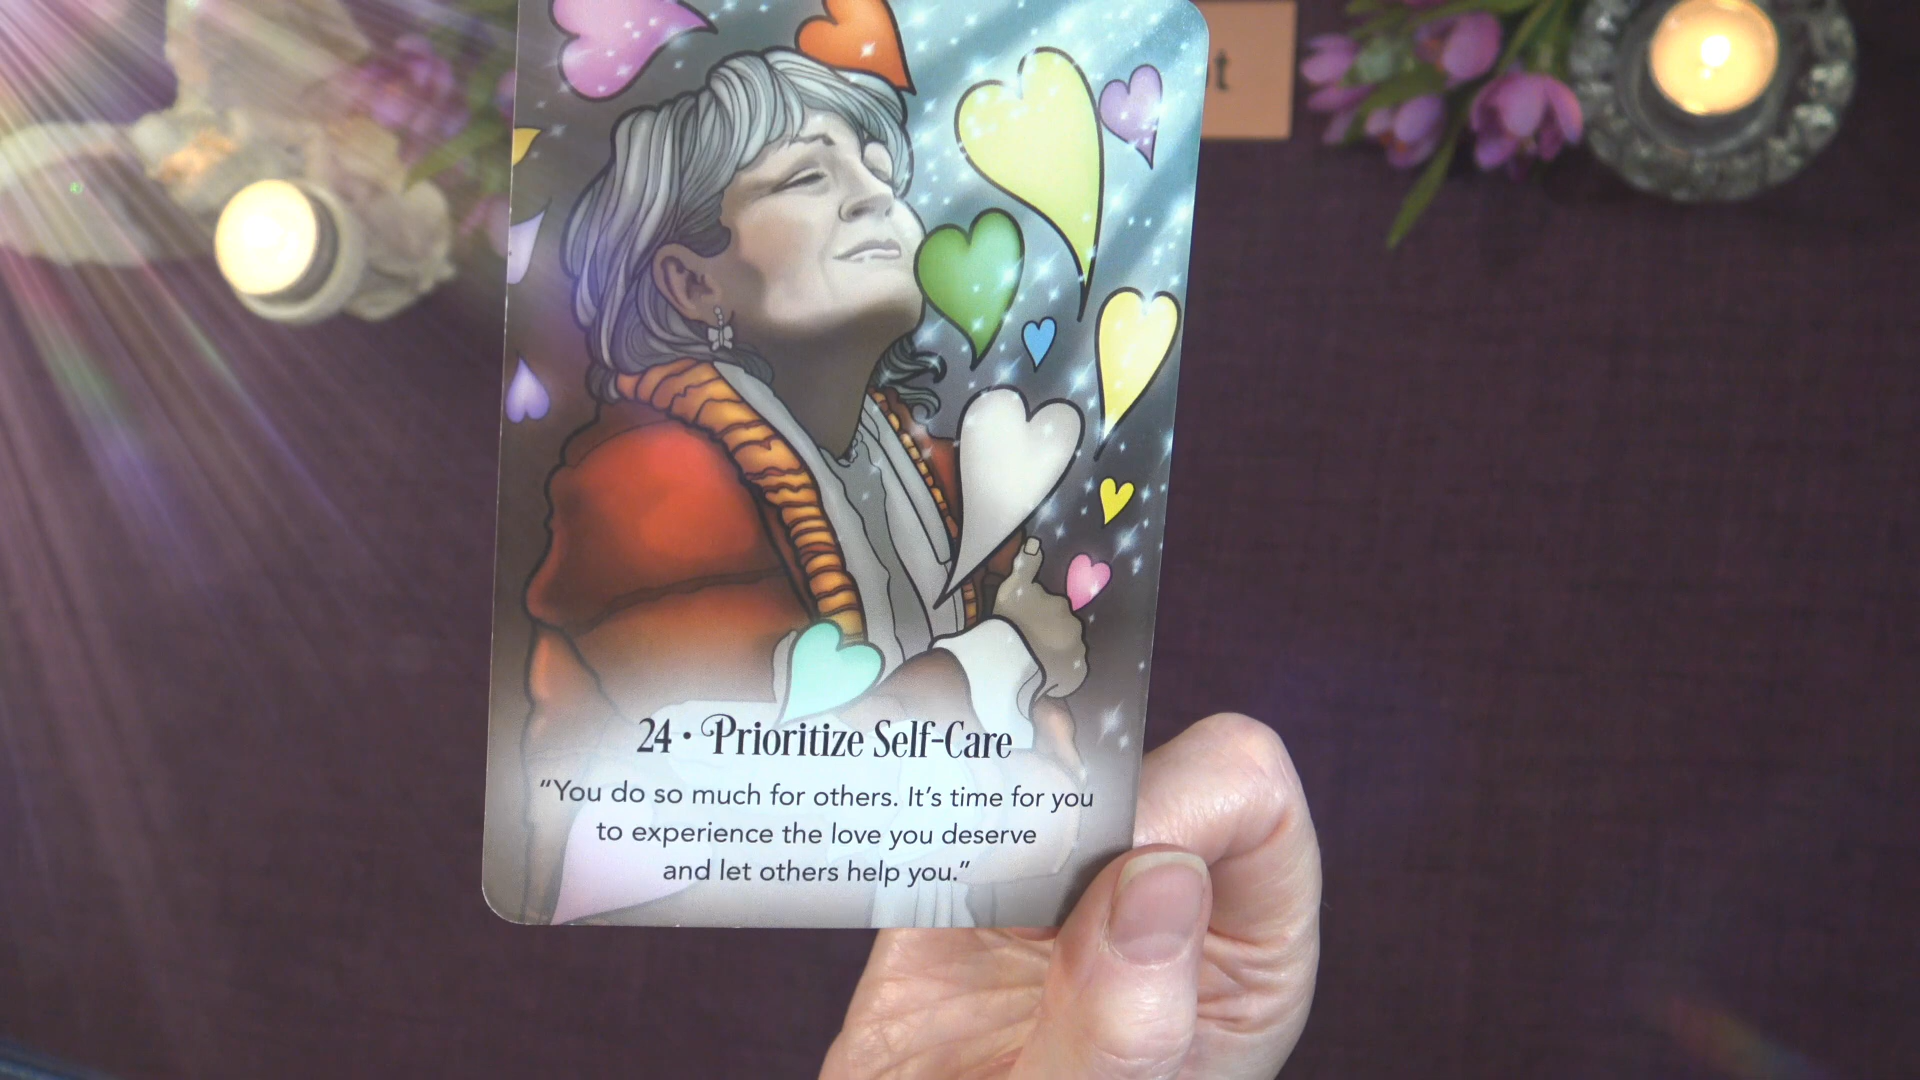 24 · Prioritize Self-Care
“You do so much for others. It’s time for you
to experience the love you deserve
and let others help you.”